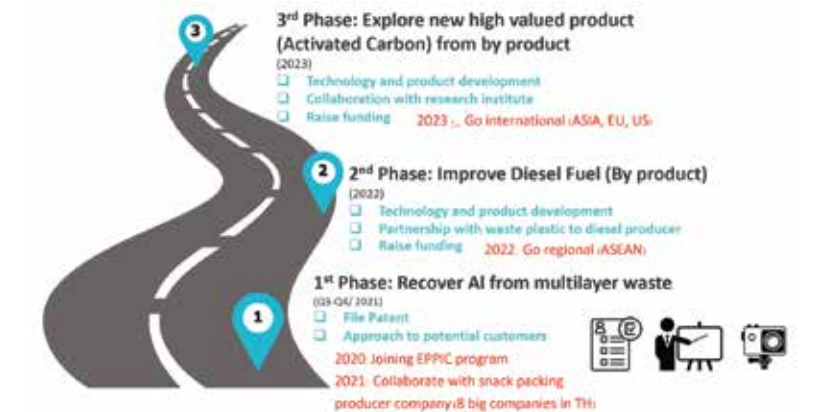 3rd Phase: Explore new high valued product
(Activated Carbon) from by product
(2023)
Technology and product development
Collaboration with research institute
Raise funding 2023 :. Go international (ASIA, EU, US)
3
2 2nd Phase: Improve Diesel Fuel (By product)
(2022)
Technology and product development
Partnership with waste plastic to diesel producer
Raise funding 2022: Go regional (ASEAN)
1st Phase: Recover Al from multilayer waste
(Q3-Q4/ 2021)
1
File Patent
Approach to potential customers
2020: Joining EPPIC program
2021: Collaborate with snack packing
producer company (8 big companies in TH)